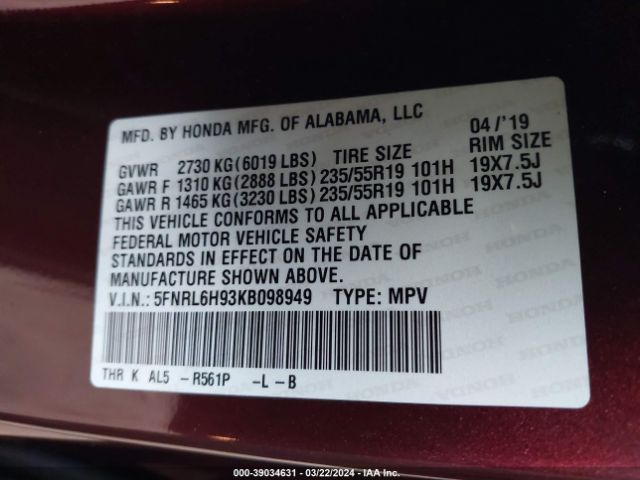 MFD. BY HONDA MFG. OF ALABAMA, LLC 04/'19
GVWR 2730 KG(6019 LBS) TIRE SIZE RIM SIZE
GAWR F 1310 KG(2888 LBS) 235/55R19 101H 19X7.5J
GAWR R 1465 KG(3230 LBS) 235/55R19 101H 19X7.5J
THIS VEHICLE CONFORMS TO ALL APPLICABLE
FEDERAL MOTOR VEHICLE SAFETY
STANDARDS IN EFFECT ON THE DATE OF
MANUFACTURE SHOWN ABOVE.
V.I.N.: 5FNRL6H93KB098949 TYPE: MPV
THR K AL5 -R561P -L-B
000-39034631 - 03/22/2024 - IAA Inc.